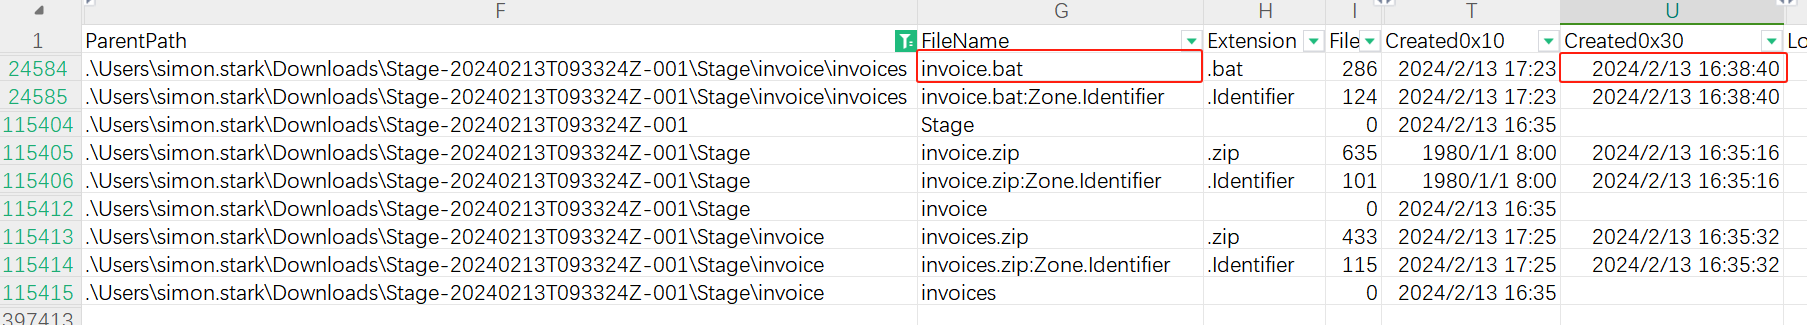 F G H I T U
1 ParentPath FileName Extension File Created0x10 Created0x30 Lo
24584 .\Users\simon.stark\Downloads\Stage-20240213T093324Z-001\Stage\invoice\invoices invoice.bat .bat 286 2024/2/13 17:23 2024/2/13 16:38:40
24585 .\Users\simon.stark\Downloads\Stage-20240213T093324Z-001\Stage\invoice\invoices invoice.bat:Zone.Identifier .Identifier 124 2024/2/13 17:23 2024/2/13 16:38:40
115404 .\Users\simon.stark\Downloads\Stage-20240213T093324Z-001 Stage 0 2024/2/13 16:35
115405 .\Users\simon.stark\Downloads\Stage-20240213T093324Z-001\Stage invoice.zip .zip 635 1980/1/1 8:00 2024/2/13 16:35:16
115406 .\Users\simon.stark\Downloads\Stage-20240213T093324Z-001\Stage invoice.zip:Zone.Identifier .Identifier 101 1980/1/1 8:00 2024/2/13 16:35:16
115412 .\Users\simon.stark\Downloads\Stage-20240213T093324Z-001\Stage invoice 0 2024/2/13 16:35
115413 .\Users\simon.stark\Downloads\Stage-20240213T093324Z-001\Stage\invoice invoices.zip .zip 433 2024/2/13 17:25 2024/2/13 16:35:32
115414 .\Users\simon.stark\Downloads\Stage-20240213T093324Z-001\Stage\invoice invoices.zip:Zone.Identifier .Identifier 115 2024/2/13 17:25 2024/2/13 16:35:32
115415 .\Users\simon.stark\Downloads\Stage-20240213T093324Z-001\Stage\invoice invoices 0 2024/2/13 16:35
397413